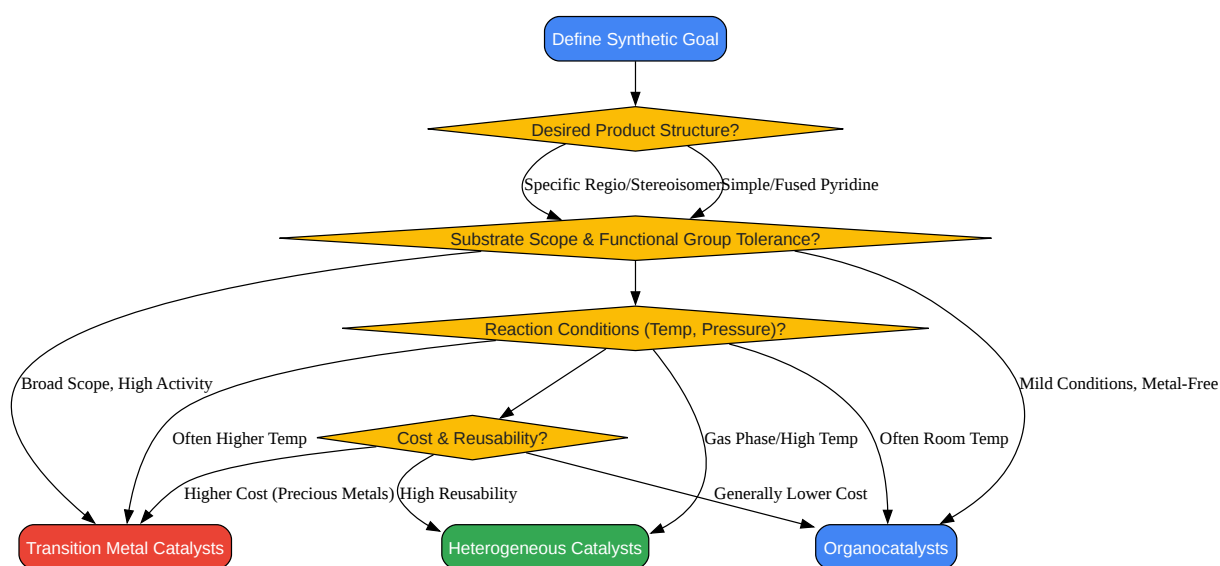 Define Synthetic Goal
Desired Product Structure?
Specific Regio/Stereoisomer
Simple/Fused Pyridine
Substrate Scope & Functional Group Tolerance?
Reaction Conditions (Temp, Pressure)?
Broad Scope, High Activity
Mild Conditions, Metal-Free
Often Higher Temp
Cost & Reusability?
Gas Phase/High Temp
Often Room Temp
Higher Cost (Precious Metals)
High Reusability
Generally Lower Cost
Transition Metal Catalysts
Heterogeneous Catalysts
Organocatalysts